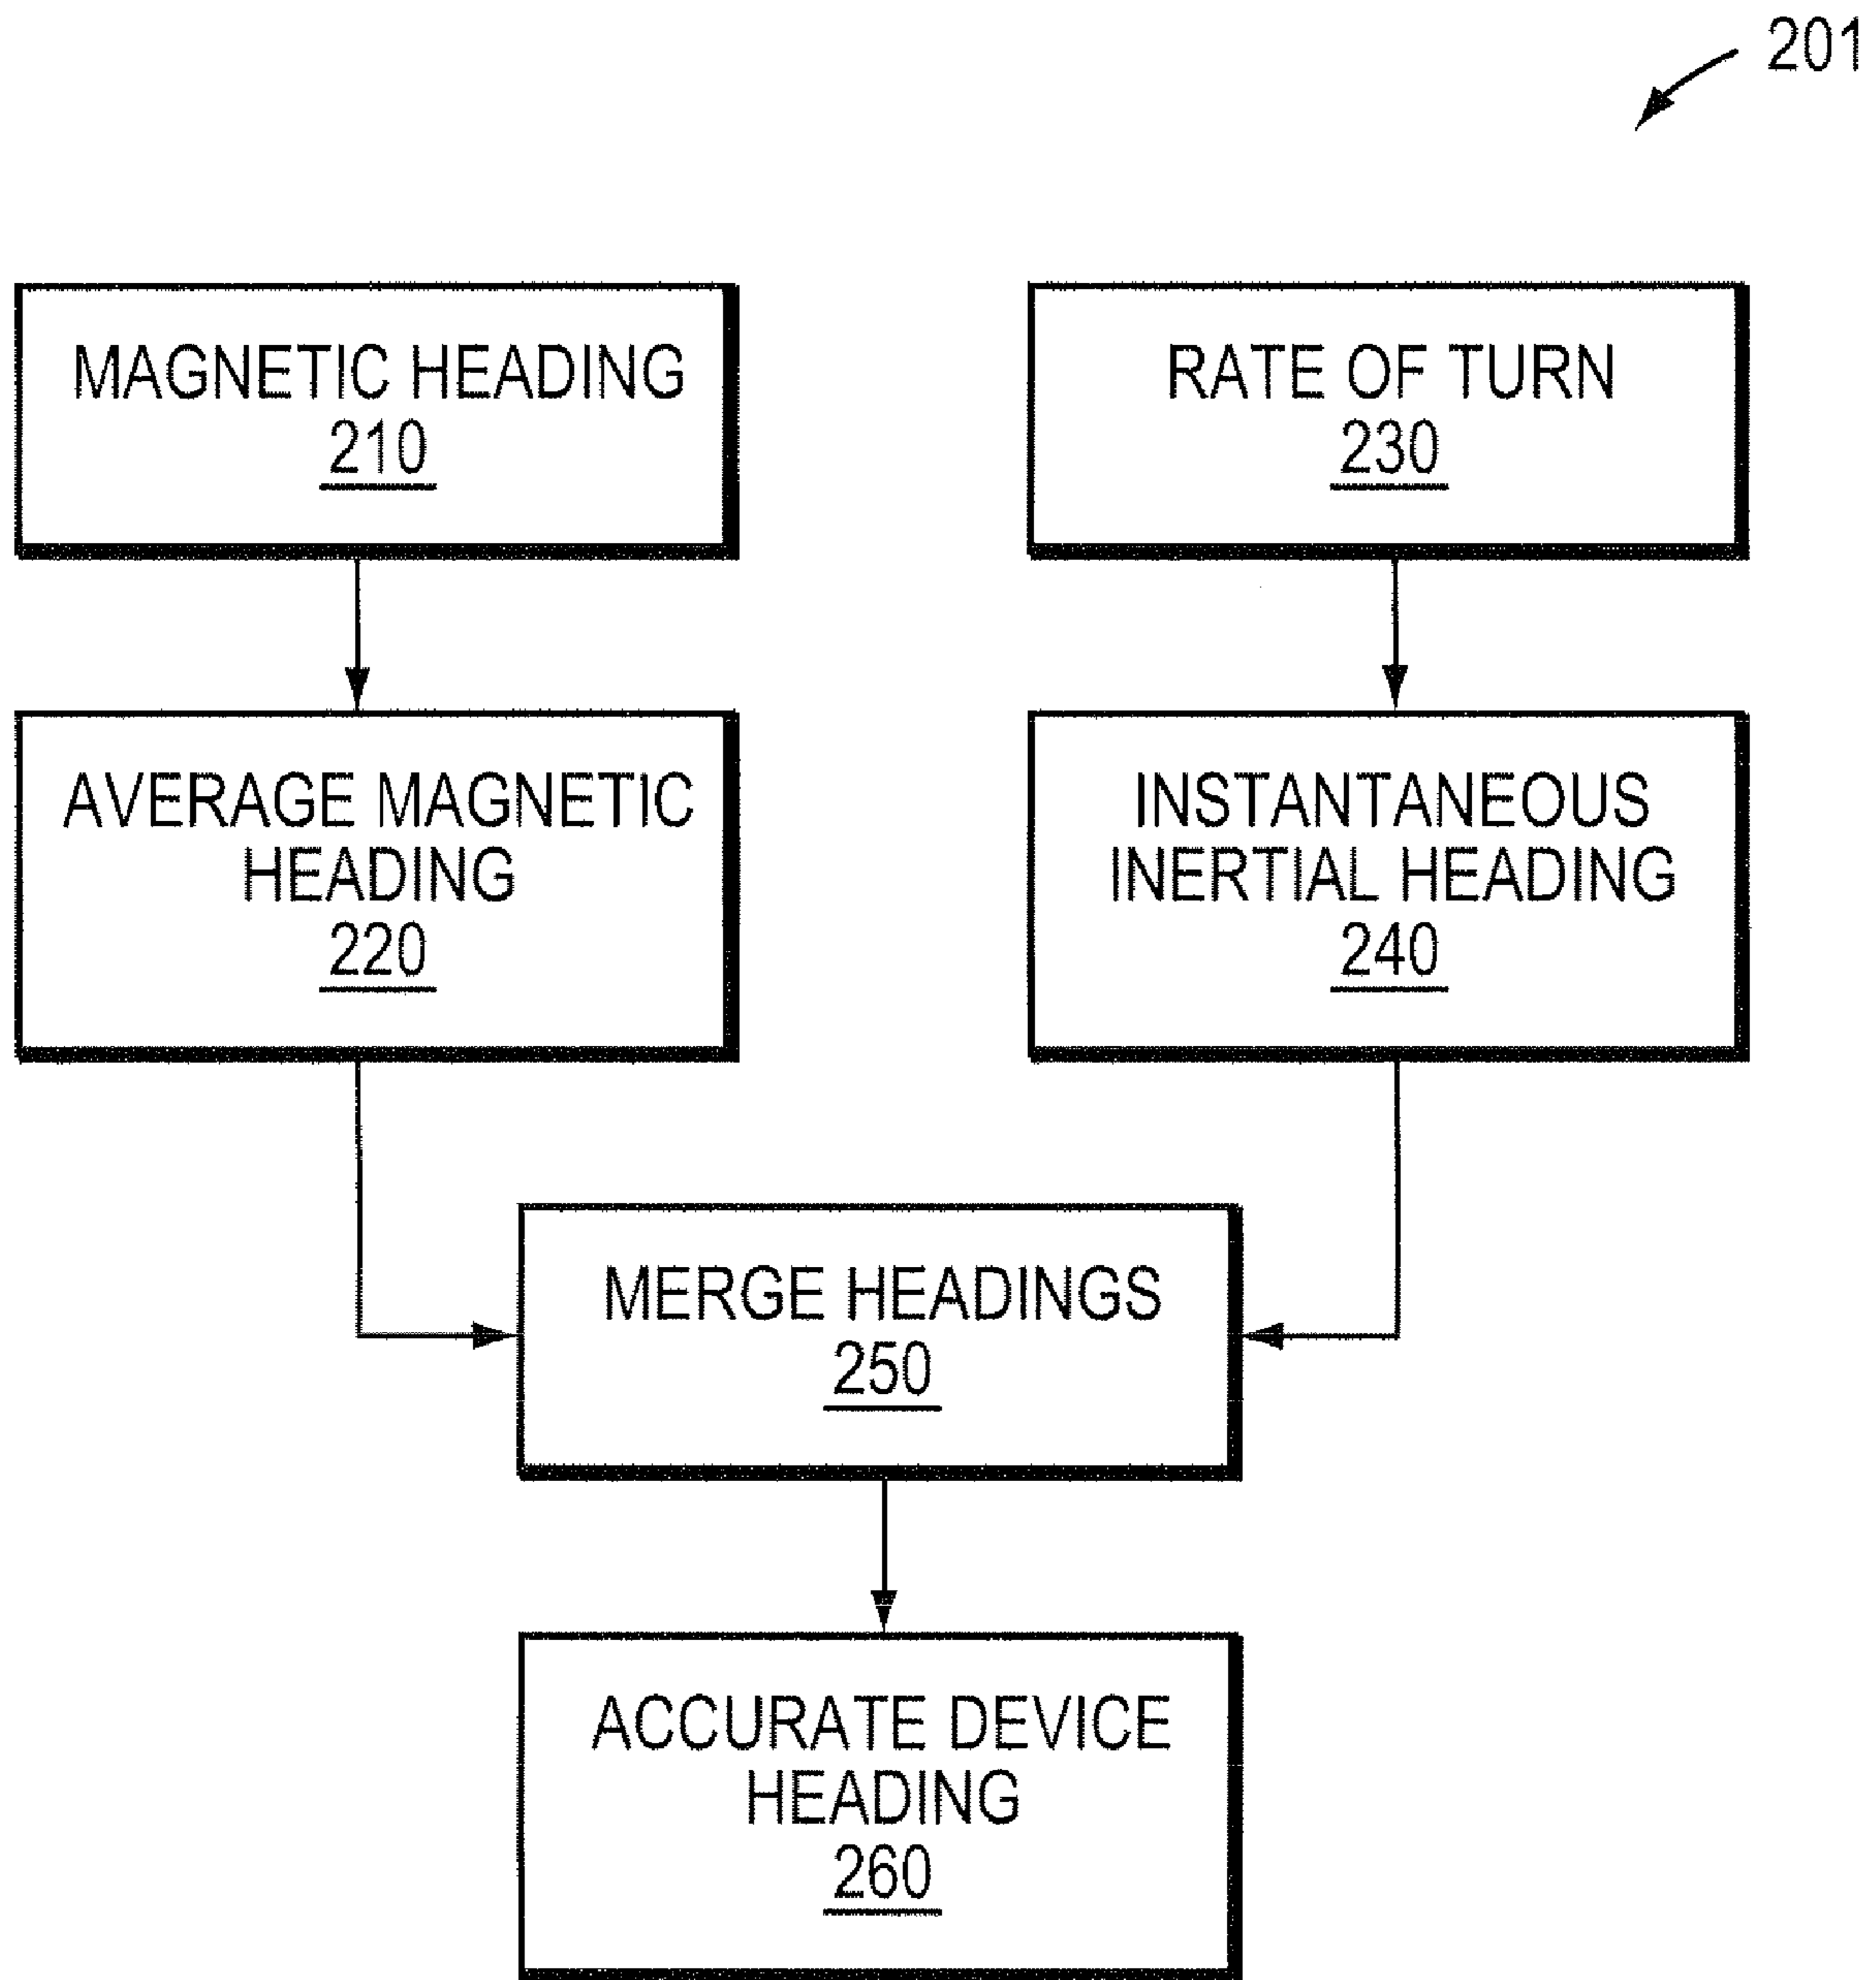 201
MAGNETIC HEADING
210
RATE OF TURN
230
AVERAGE MAGNETIC
HEADING
220
INSTANTANEOUS
INERTIAL HEADING
240
MERGE HEADINGS
250
ACCURATE DEVICE
HEADING
260